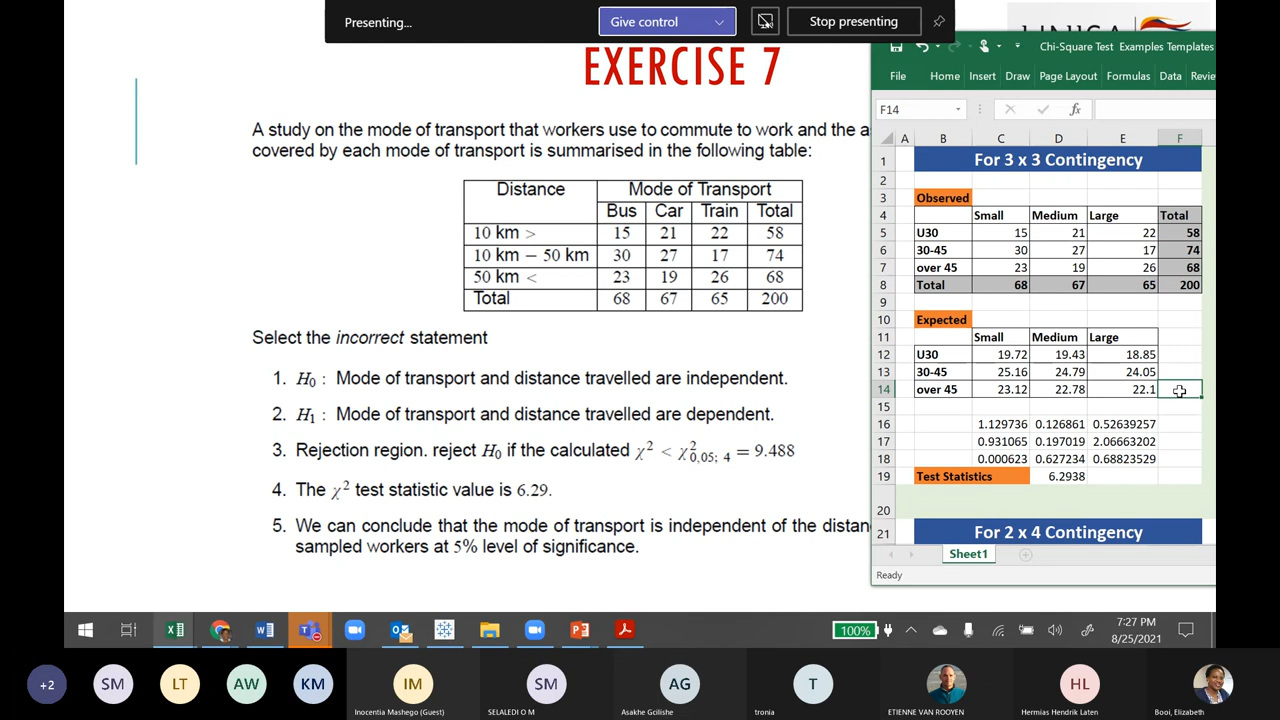 Presenting...
Give control
Stop presenting
EXERCISE 7
A study on the mode of transport that workers use to commute to work and the
covered by each mode of transport is summarised in the following table:
Distance Mode of Transport
Bus Car Train Total
10 km > 15 21 22 58
10 km − 50 km 30 27 17 74
50 km < 23 19 26 68
Total 68 67 65 200
Select the incorrect statement
1. H0 : Mode of transport and distance travelled are independent.
2. H1 : Mode of transport and distance travelled are dependent.
3. Rejection region. reject H0 if the calculated χ² < χ²0,05; 4 = 9.488
4. The χ² test statistic value is 6.29.
5. We can conclude that the mode of transport is independent of the
sampled workers at 5% level of significance.
Chi-Square Test Examples Templates
File Home Insert Draw Page Layout Formulas Data
F14
fx
A B C D E F
1 For 3 x 3 Contingency
2
3 Observed
4 Small Medium Large Total
5 U30 15 21 22 58
6 30-45 30 27 17 74
7 over 45 23 19 26 68
8 Total 68 67 65 200
9
10 Expected
11 Small Medium Large
12 U30 19.72 19.43 18.85
13 30-45 25.16 24.79 24.05
14 over 45 23.12 22.78 22.1
15
16 1.129736 0.126861 0.52639257
17 0.931065 0.197019 2.06663202
18 0.000623 0.627234 0.68823529
19 Test Statistics 6.2938
20
21 For 2 x 4 Contingency
Sheet1
Ready
100%
7:27 PM
8/25/2021
+2 SM LT AW KM IM SM AG T HL
Inocentia Mashego (Guest)
SELALEDI O M
Asakhe Gcilishe
tronia
ETIENNE VAN ROOYEN
Hermias Hendrik Laten
Booi, Elizabeth